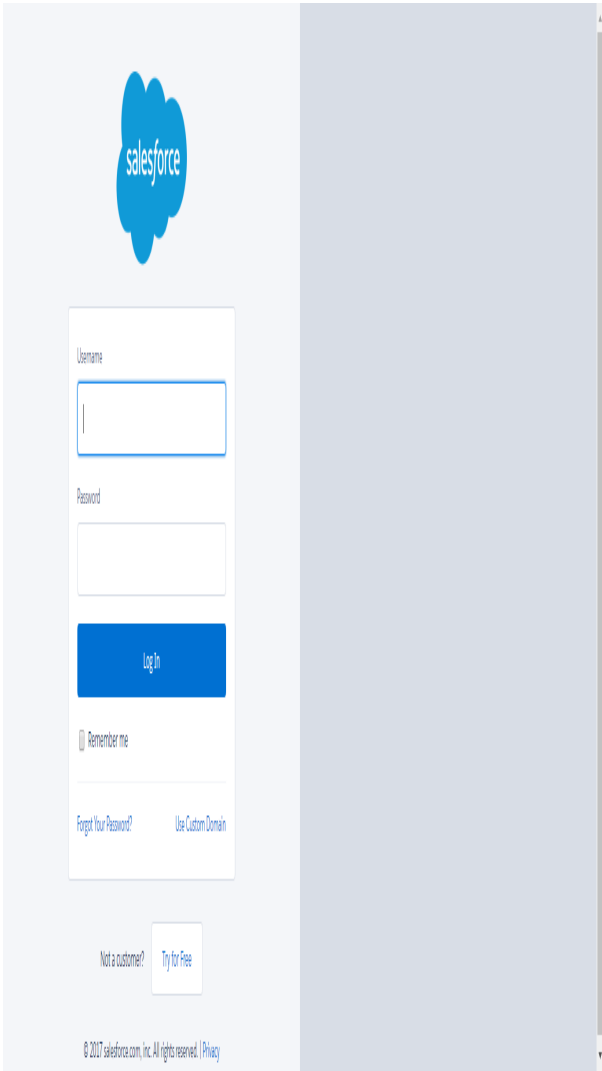 salesforce
Username
Password
Log In
Remember me
Forgot Your Password? Use Custom Domain
Not a customer? Try for Free
© 2017 salesforce.com, inc. All rights reserved. | Privacy